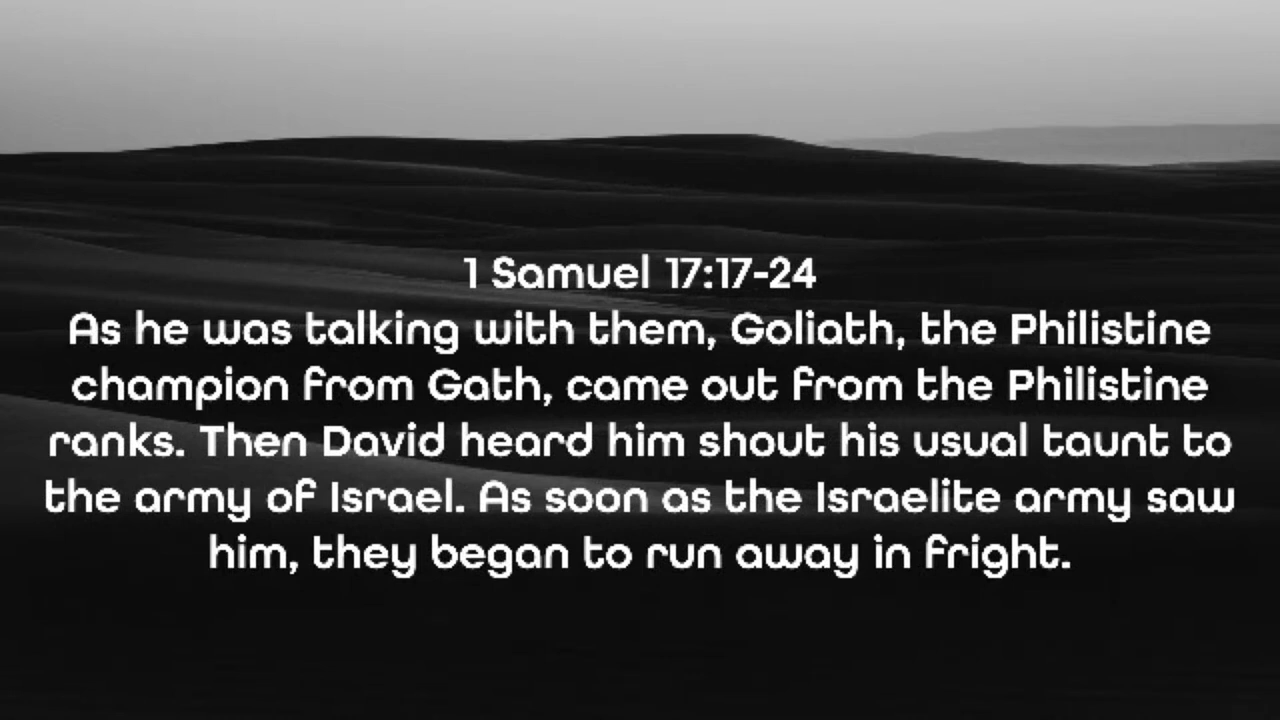 1 Samuel 17:17-24
As he was talking with them, Goliath, the Philistine
champion from Gath, came out from the Philistine
ranks. Then David heard him shout his usual taunt to
the army of Israel. As soon as the Israelite army saw
him, they began to run away in fright.